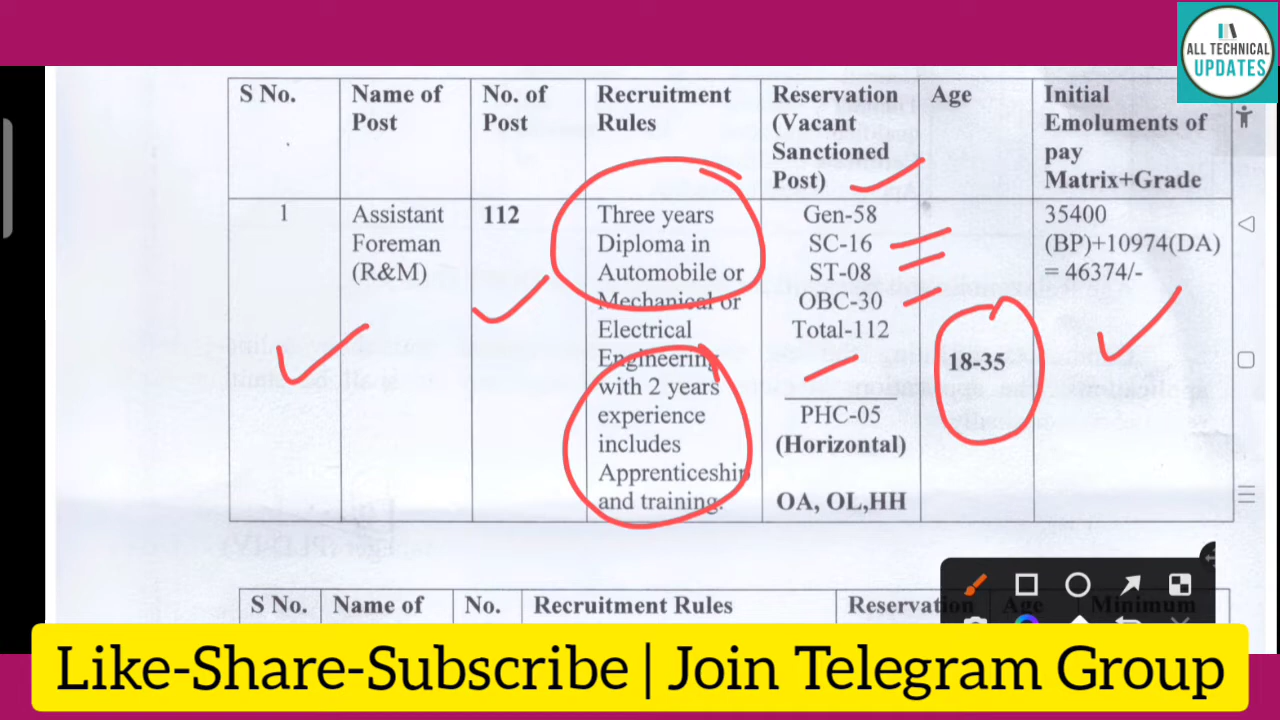 ALL TECHNICAL
UPDATES
S No.
Name of
Post
No. of
Post
Recruitment
Rules
Reservation
(Vacant
Sanctioned
Post)
Age
Initial
Emoluments of
pay
Matrix+Grade
1
Assistant
Foreman
(R&M)
112
Three years
Diploma in
Automobile or
Mechanical or
Electrical
Engineering
with 2 years
experience
includes
Apprenticeship
and training.
Gen-58
SC-16
ST-08
OBC-30
Total-112
PHC-05
(Horizontal)
OA, OL,HH
18-35
35400
(BP)+10974(DA)
= 46374/-
S No.
Name of
No.
Recruitment Rules
Reservation
Age
Minimum
Like-Share-Subscribe | Join Telegram Group